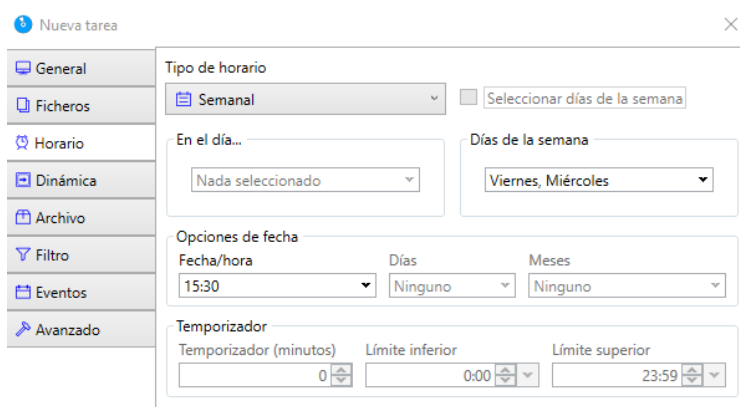 Nueva tarea
General
Ficheros
Horario
Dinámica
Archivo
Filtro
Eventos
Avanzado
Tipo de horario
Semanal
Seleccionar días de la semana
En el día...
Nada seleccionado
Días de la semana
Viernes, Miércoles
Opciones de fecha
Fecha/hora Días Meses
15:30 Ninguno Ninguno
Temporizador
Temporizador (minutos) Límite inferior Límite superior
0 0:00 23:59